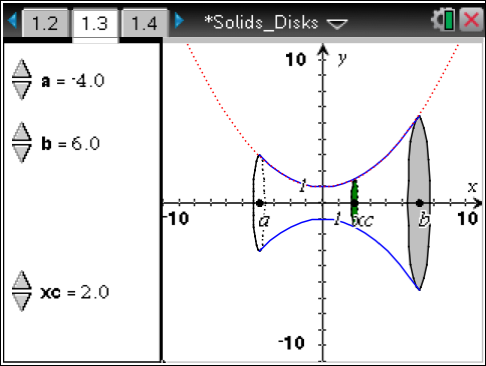 1.2 1.3 1.4 *Solids_Disks
a = -4.0
b = 6.0
xc = 2.0
10 y
1
x
-10 a 1 xc b 10
-10